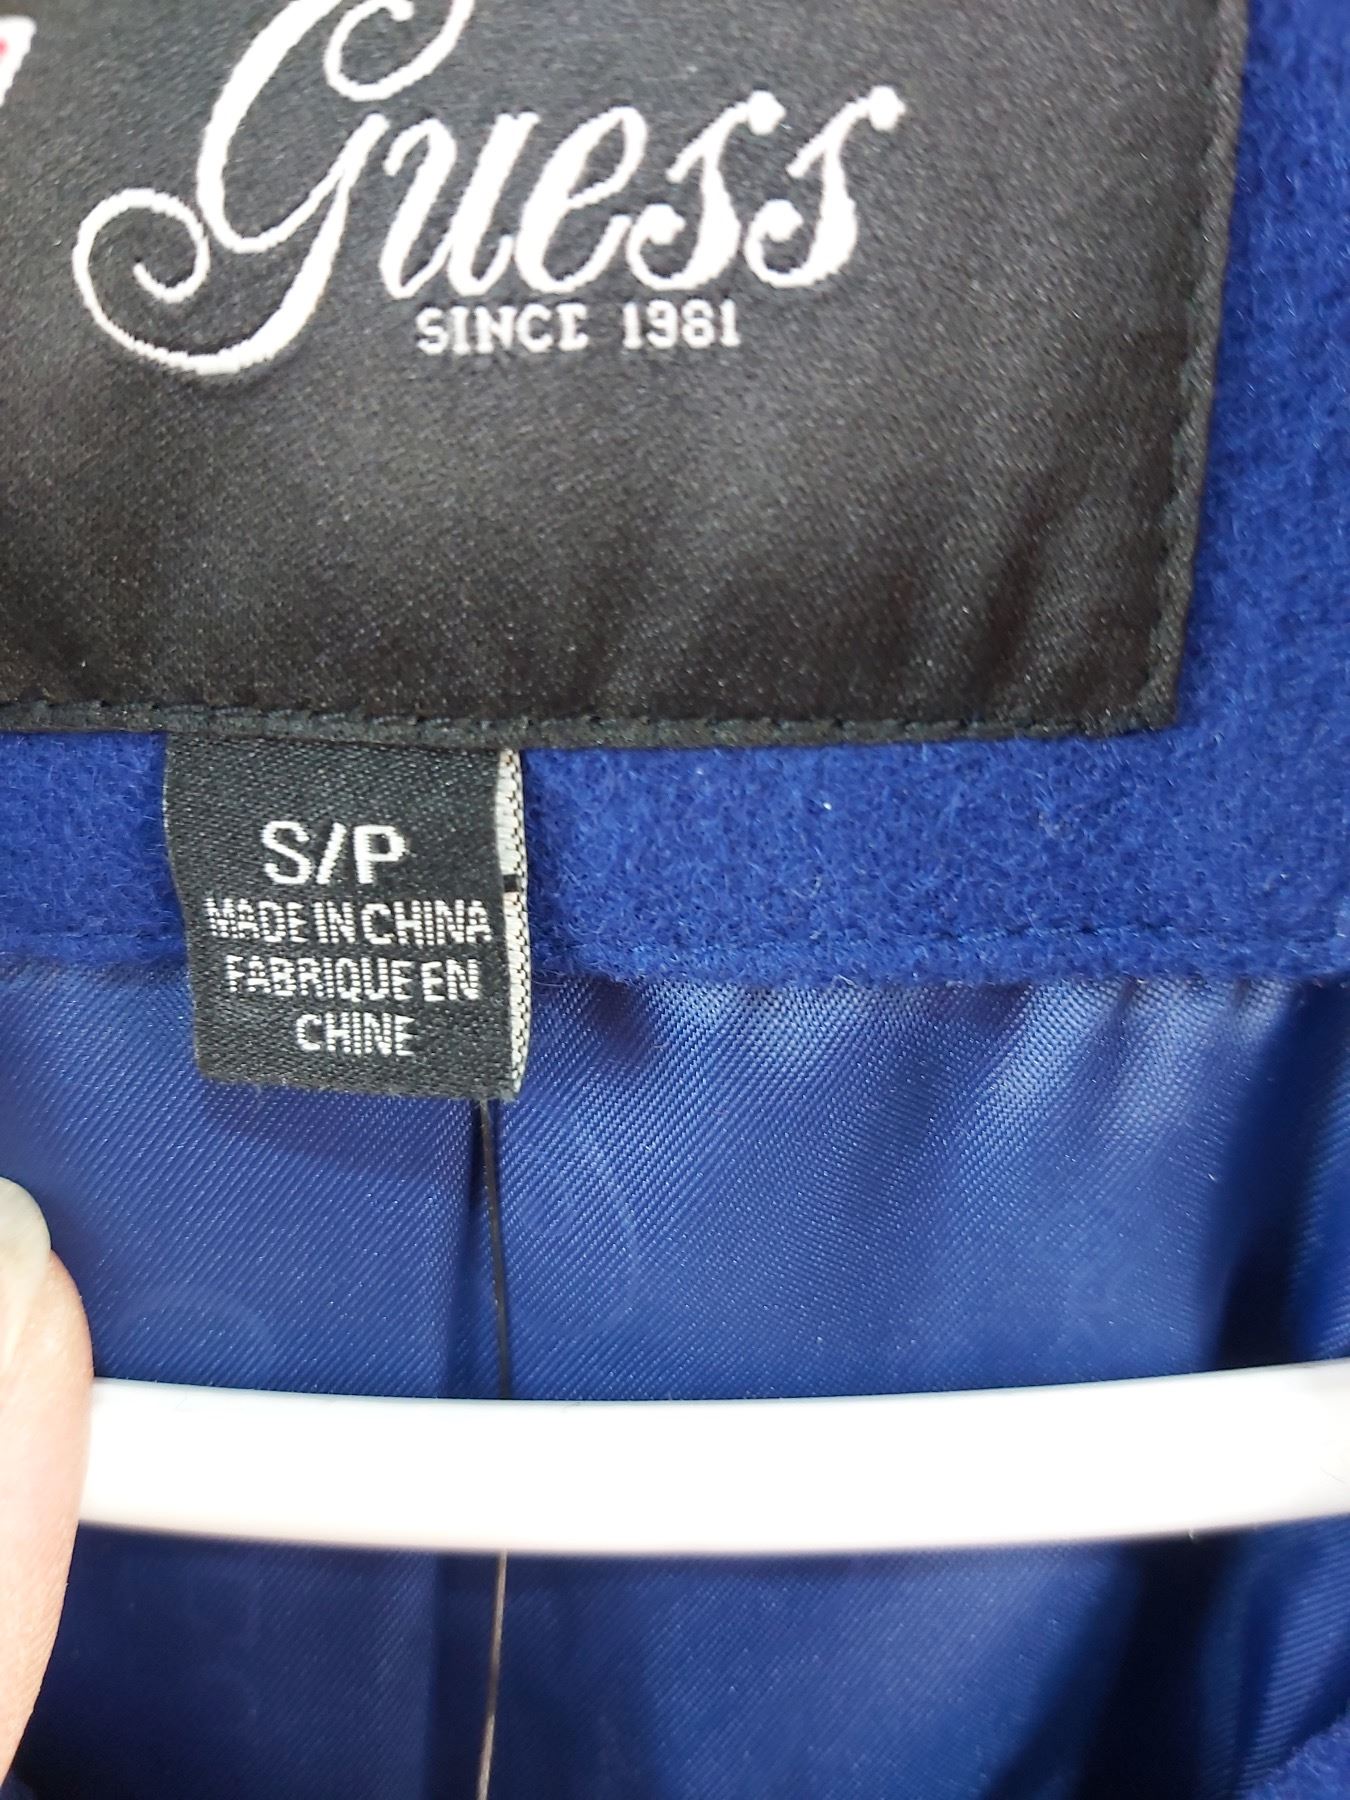 Guess
SINCE 1981
S/P
MADE IN CHINA
FABRIQUE EN
CHINE